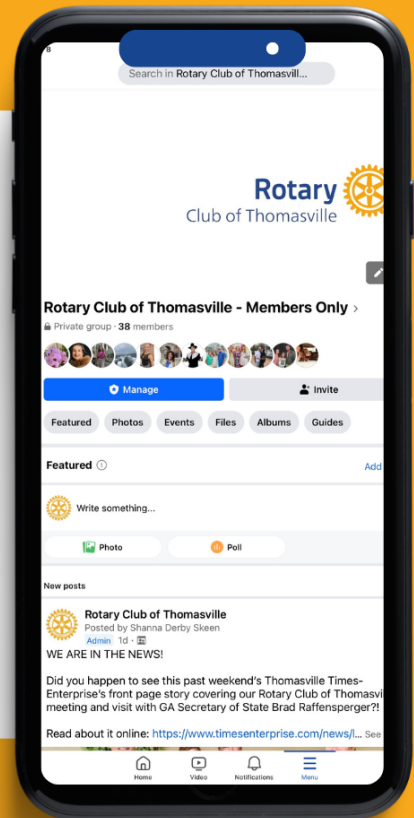 8
Search in Rotary Club of Thomasvill...
Rotary
Club of Thomasville
Rotary Club of Thomasville - Members Only >
Private group · 38 members
Manage
Invite
Featured
Photos
Events
Files
Albums
Guides
Featured
Add
Write something...
Photo
Poll
New posts
Rotary Club of Thomasville
Posted by Shanna Derby Skeen
Admin 1d ·
WE ARE IN THE NEWS!
Did you happen to see this past weekend's Thomasville Times-
Enterprise's front page story covering our Rotary Club of Thomasvi
meeting and visit with GA Secretary of State Brad Raffensperger?!
Read about it online: https://www.timesenterprise.com/news/l... See
Home
Video
Notifications
Menu